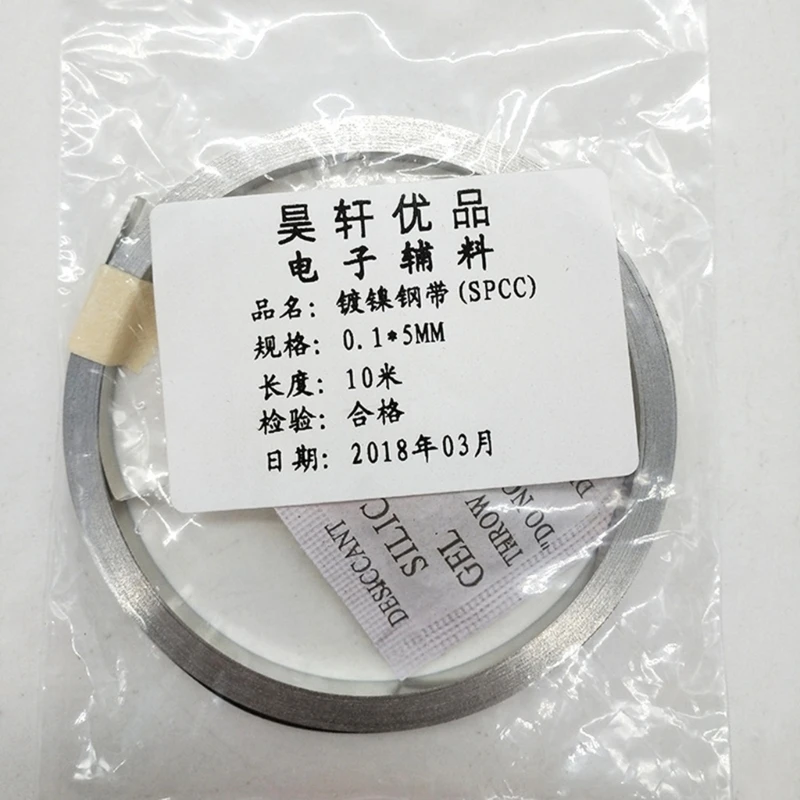 昊轩优品
电子辅料
品名：镀镍钢带(SPCC)
规格：0.1*5MM
长度：10米
检验：合格
日期：2018年03月
DESICCANT
SILIC
GEL
THROW
"DO NO